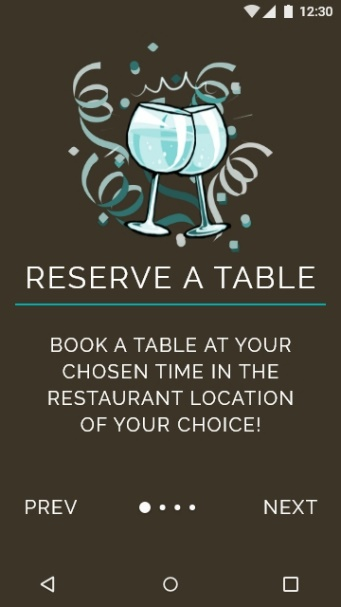 12:30
RESERVE A TABLE
BOOK A TABLE AT YOUR
CHOSEN TIME IN THE
RESTAURANT LOCATION
OF YOUR CHOICE!
PREV NEXT